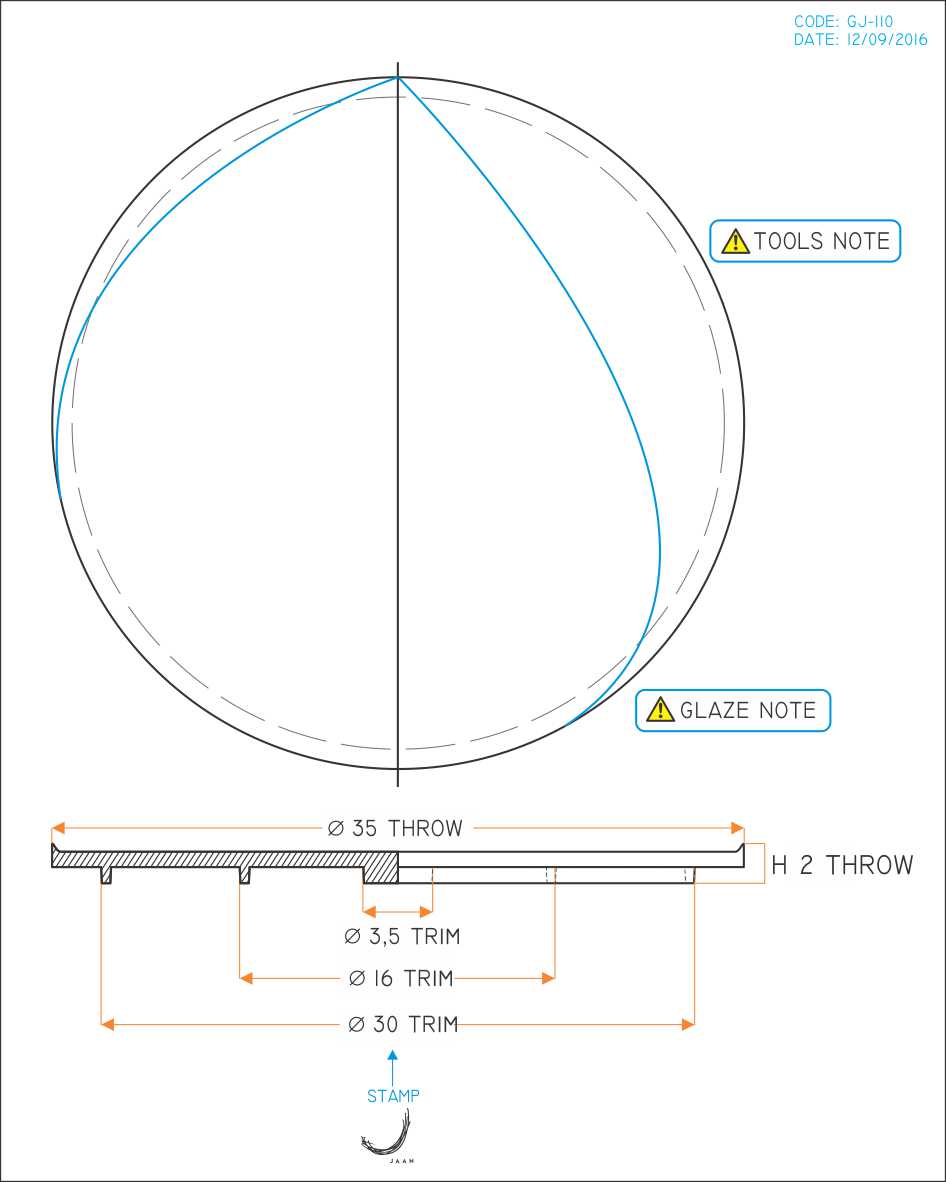 CODE: GJ-110
DATE: 12/09/2016
TOOLS NOTE
GLAZE NOTE
Ø 35 THROW
H 2 THROW
Ø 3,5 TRIM
Ø 16 TRIM
Ø 30 TRIM
STAMP
JAAN